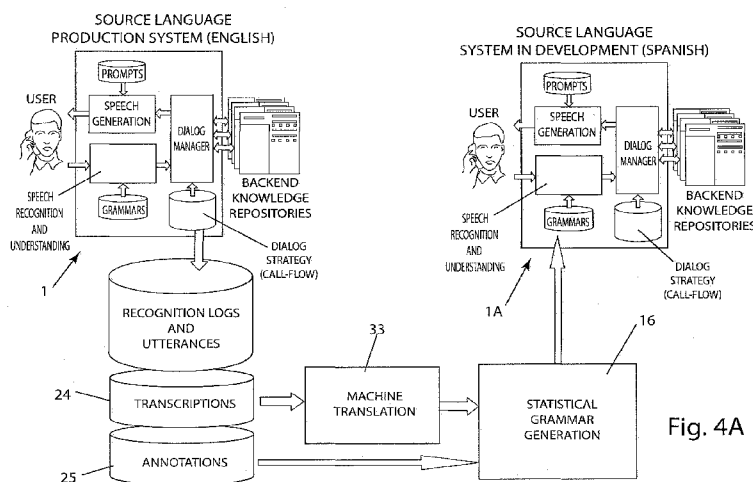 SOURCE LANGUAGE
PRODUCTION SYSTEM (ENGLISH)
PROMPTS
USER
SPEECH
GENERATION
DIALOG
MANAGER
SPEECH
RECOGNITION
AND
UNDERSTANDING
GRAMMARS
BACKEND
KNOWLEDGE
REPOSITORIES
DIALOG
STRATEGY
(CALL-FLOW)
1
RECOGNITION LOGS
AND
UTTERANCES
24
TRANSCRIPTIONS
25
ANNOTATIONS
33
MACHINE
TRANSLATION
SOURCE LANGUAGE
SYSTEM IN DEVELOPMENT (SPANISH)
PROMPTS
USER
SPEECH
GENERATION
DIALOG
MANAGER
SPEECH
RECOGNITION
AND
UNDERSTANDING
GRAMMARS
BACKEND
KNOWLEDGE
REPOSITORIES
DIALOG
STRATEGY
(CALL-FLOW)
1A
16
STATISTICAL
GRAMMAR
GENERATION
Fig. 4A